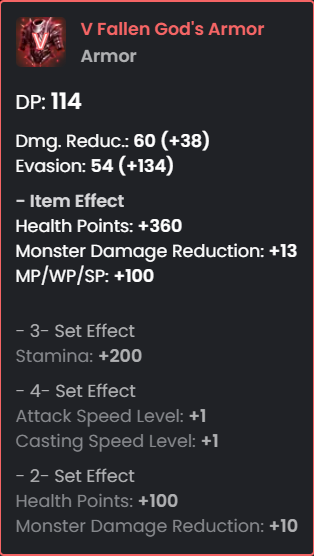 V
V Fallen God's Armor
Armor
DP: 114
Dmg. Reduc.: 60 (+38)
Evasion: 54 (+134)
- Item Effect
Health Points: +360
Monster Damage Reduction: +13
MP/WP/SP: +100
- 3- Set Effect
Stamina: +200
- 4- Set Effect
Attack Speed Level: +1
Casting Speed Level: +1
- 2- Set Effect
Health Points: +100
Monster Damage Reduction: +10